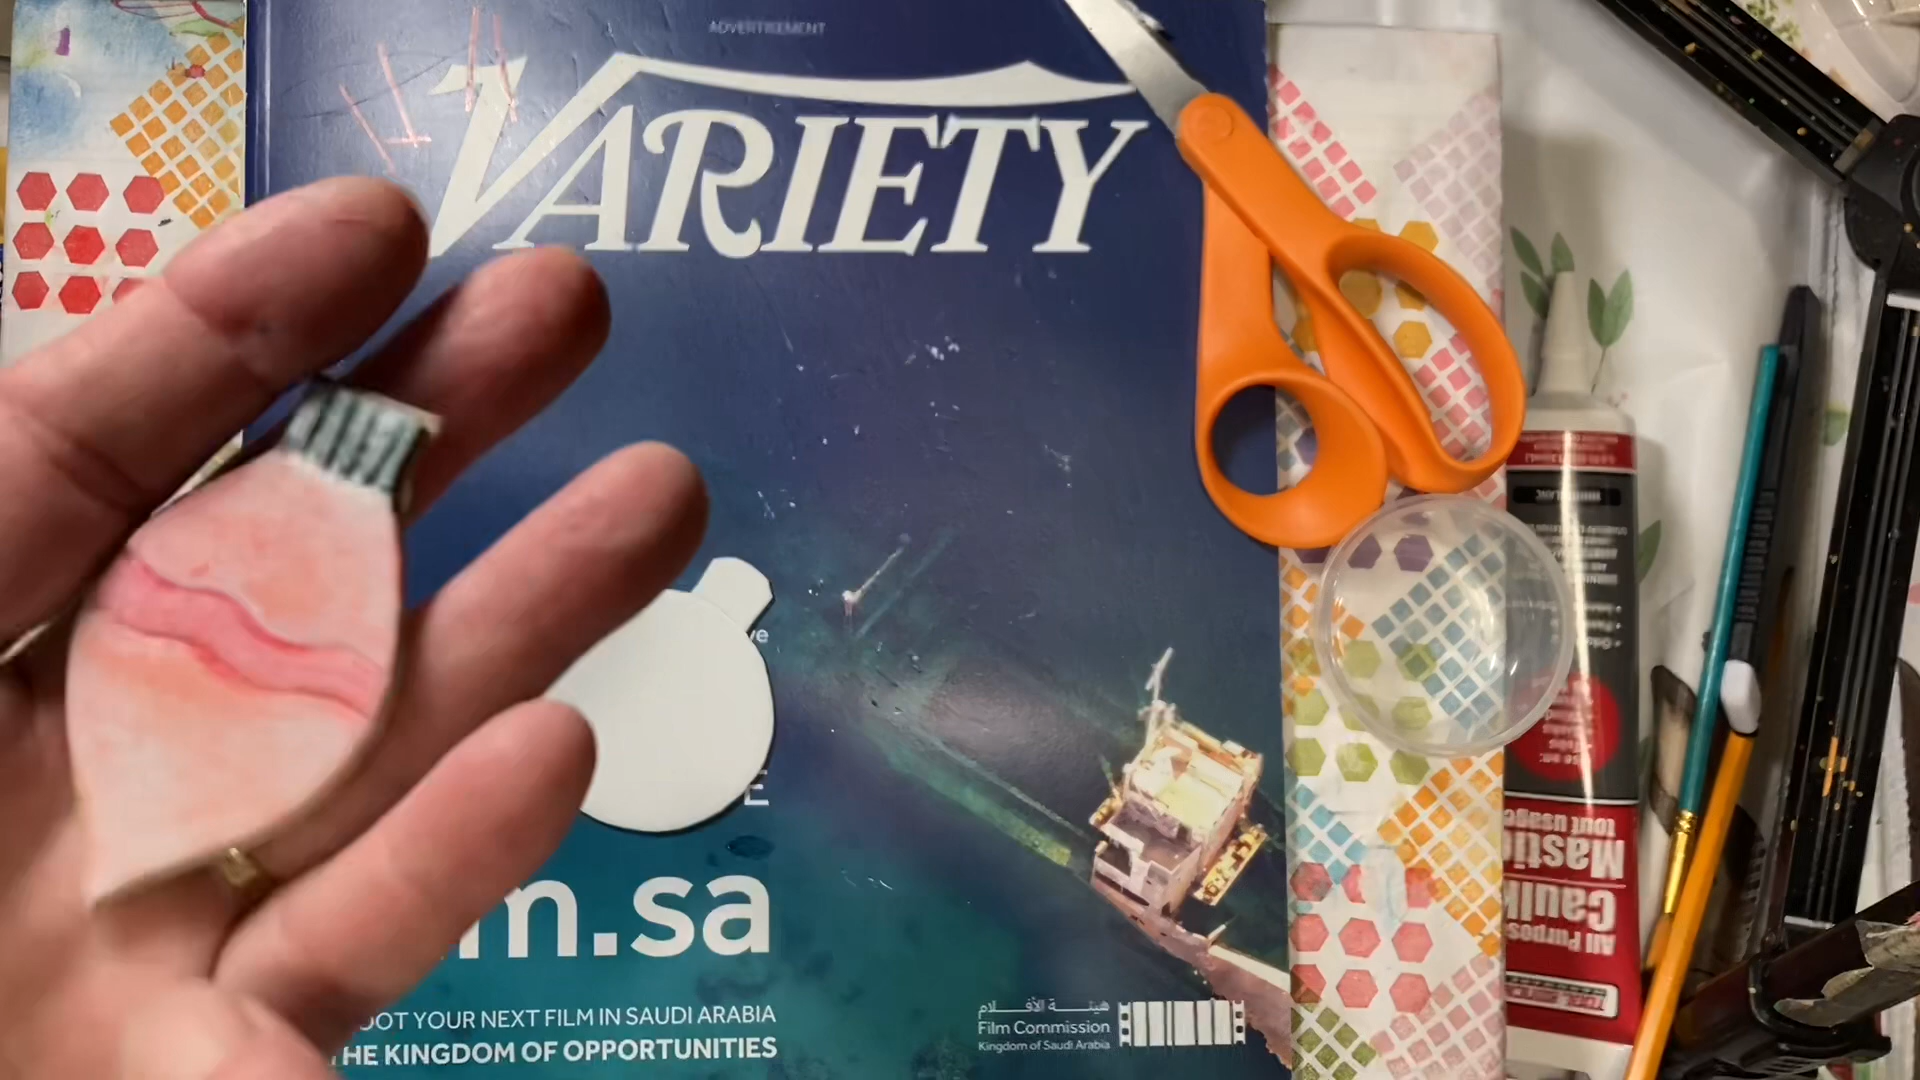 ADVERTISEMENT
VARIETY
ve
E
m.sa
OOT YOUR NEXT FILM IN SAUDI ARABIA
THE KINGDOM OF OPPORTUNITIES
هيئة الأفلام
Film Commission
Kingdom of Saudi Arabia
All Purpose
Caulk
Mastic
tout usage